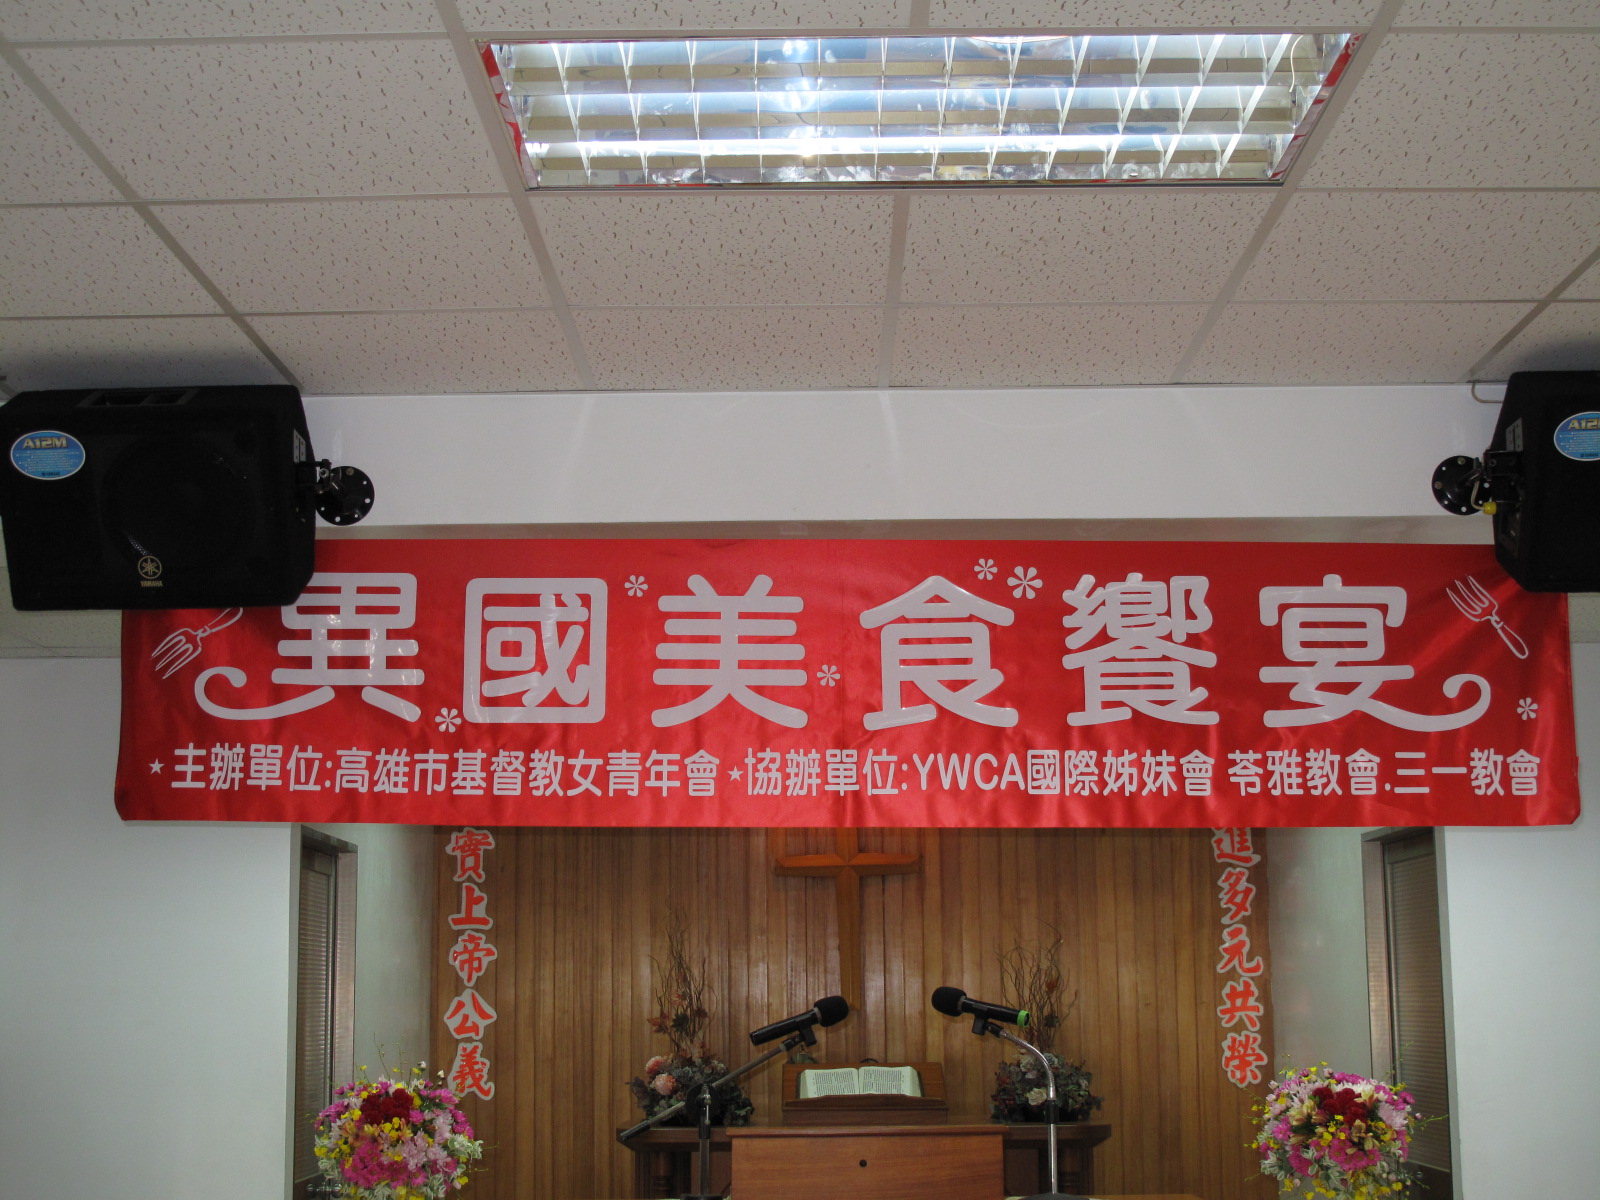 異國美食饗宴
★主辦單位:高雄市基督教女青年會 ★協辦單位:YWCA國際姊妹會 苓雅教會.三一教會
實上帝公義
進多元共榮
A12M
YAMAHA